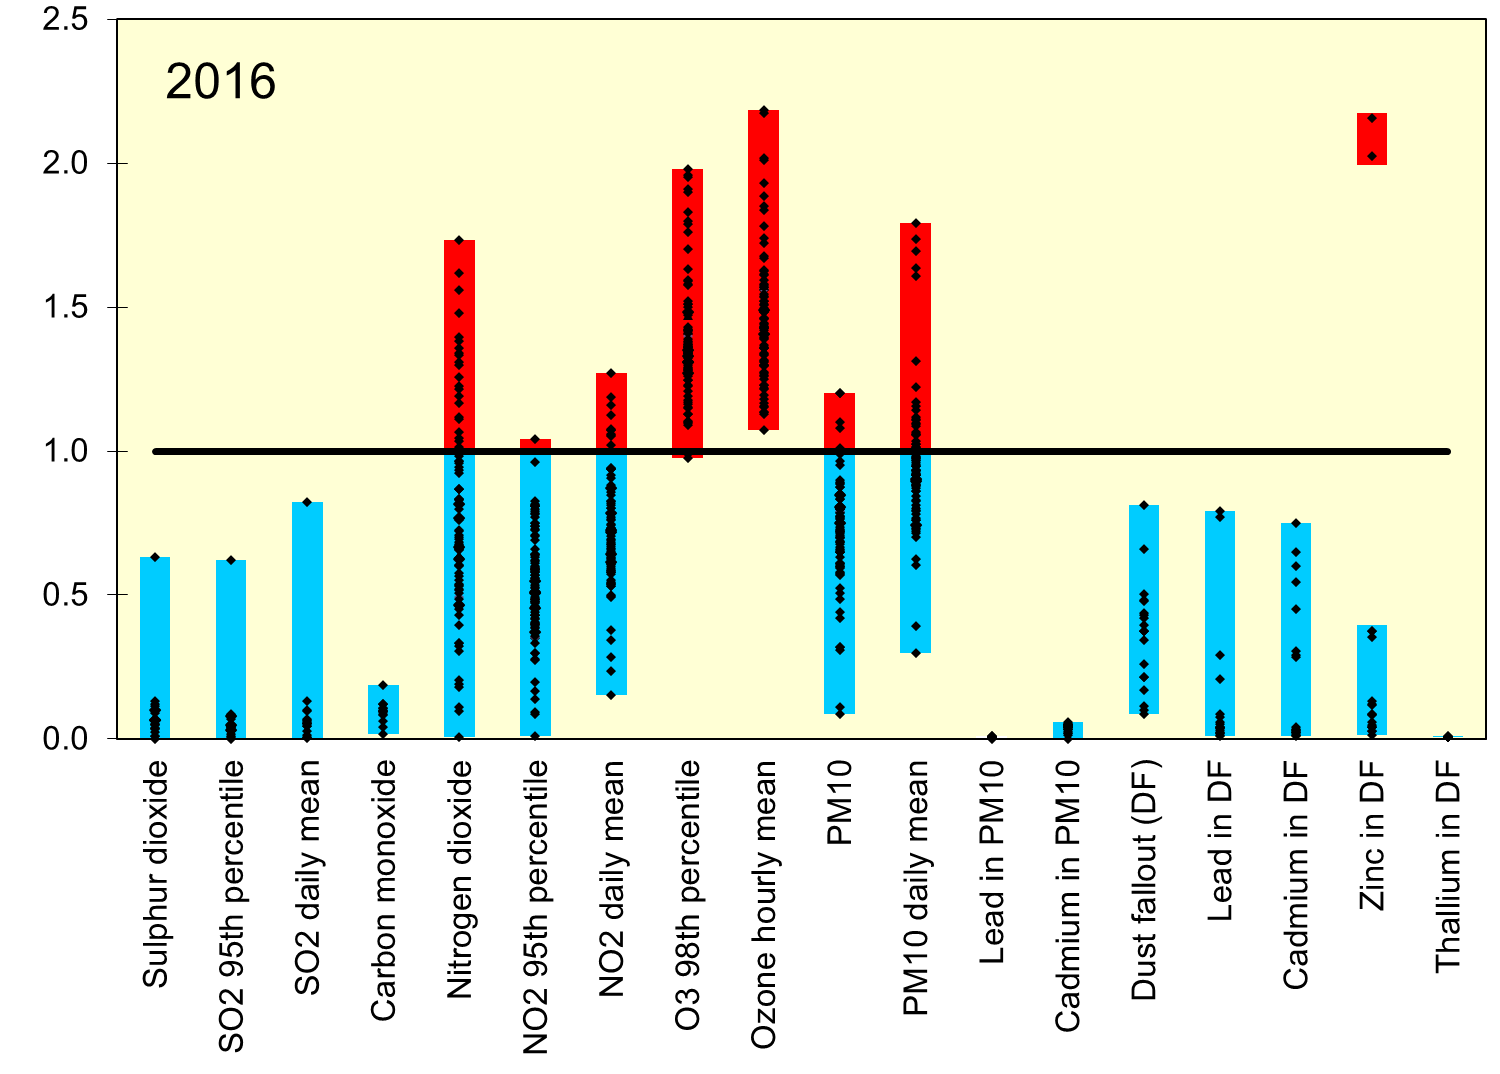 2.5
2016
2.0
1.5
1.0
0.5
0.0
Sulphur dioxide
SO2 95th percentile
SO2 daily mean
Carbon monoxide
Nitrogen dioxide
NO2 95th percentile
NO2 daily mean
O3 98th percentile
Ozone hourly mean
PM10
PM10 daily mean
Lead in PM10
Cadmium in PM10
Dust fallout (DF)
Lead in DF
Cadmium in DF
Zinc in DF
Thallium in DF